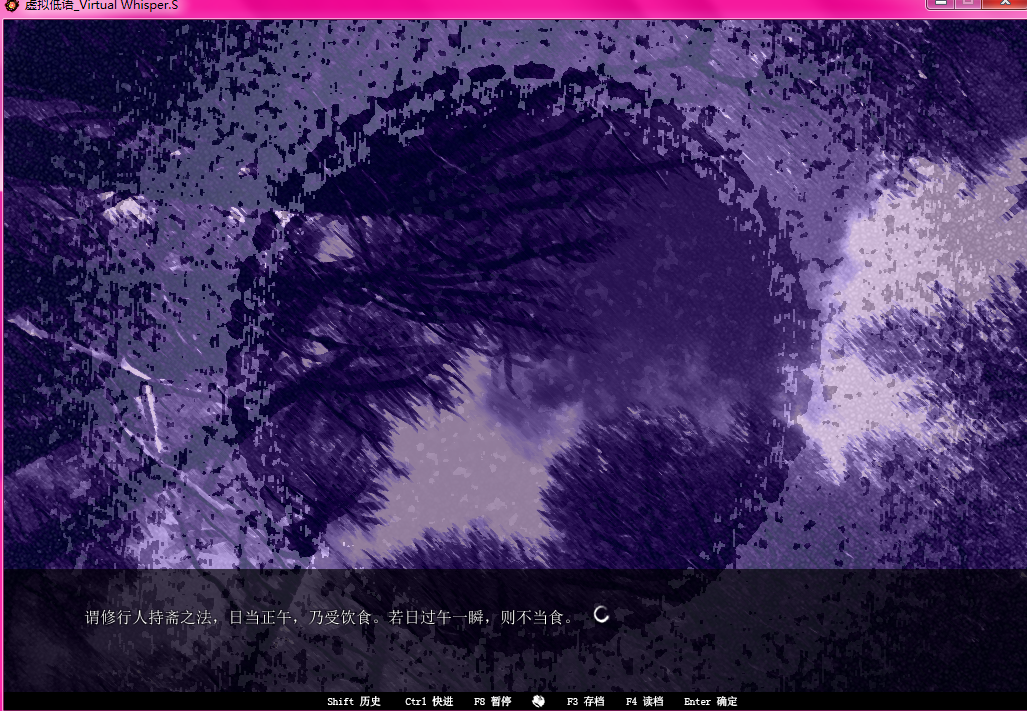 虚拟低语_Virtual Whisper.S
谓修行人持斋之法，日当正午，乃受饮食。若日过午一瞬，则不当食。
Shift 历史 Ctrl 快进 F8 暂停 F3 存档 F4 读档 Enter 确定